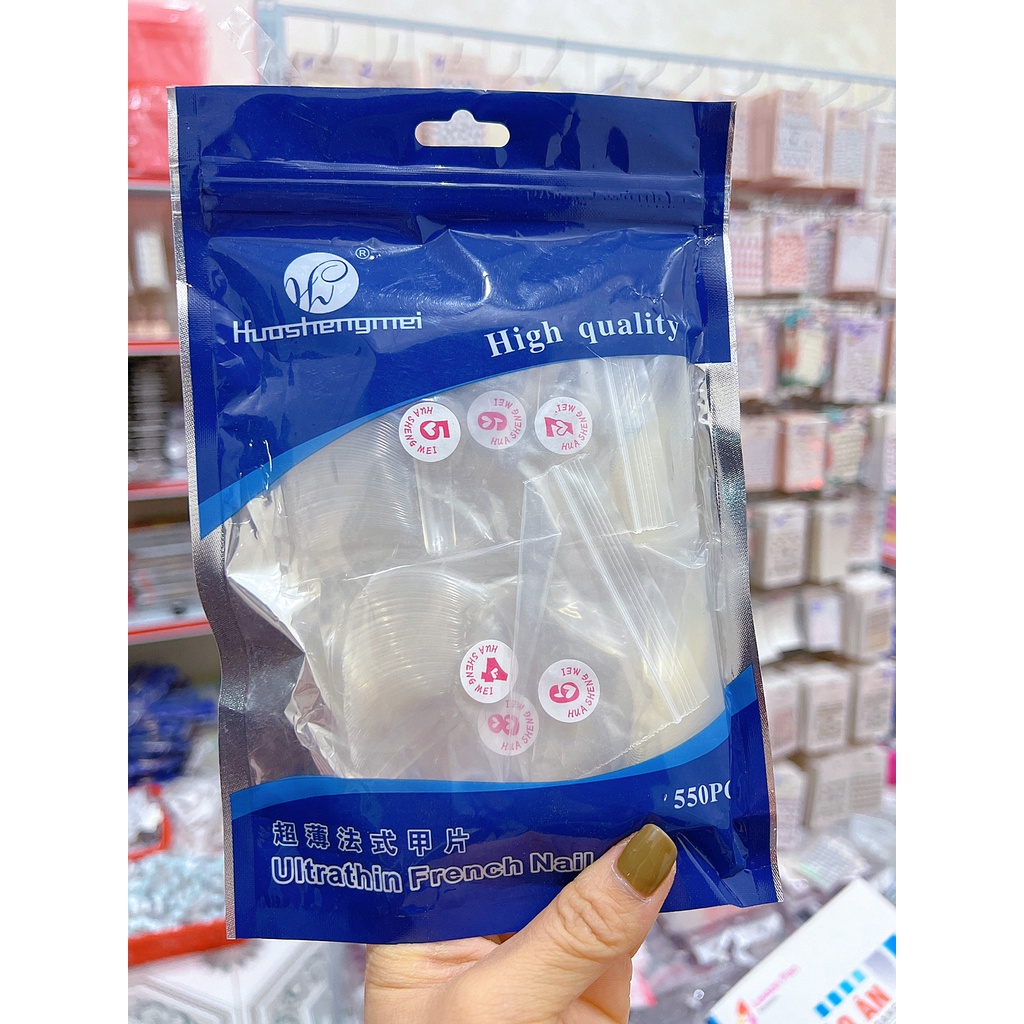 ®
Huashengmei
High quality
5
HUA SHENG MEI
6
HUA SHENG MEI
7
HUA SHENG MEI
4
HUA SHENG MEI
9
HUA SHENG MEI
8
HUA SHENG MEI
550PC
超薄法式甲片
Ultrathin French Nail